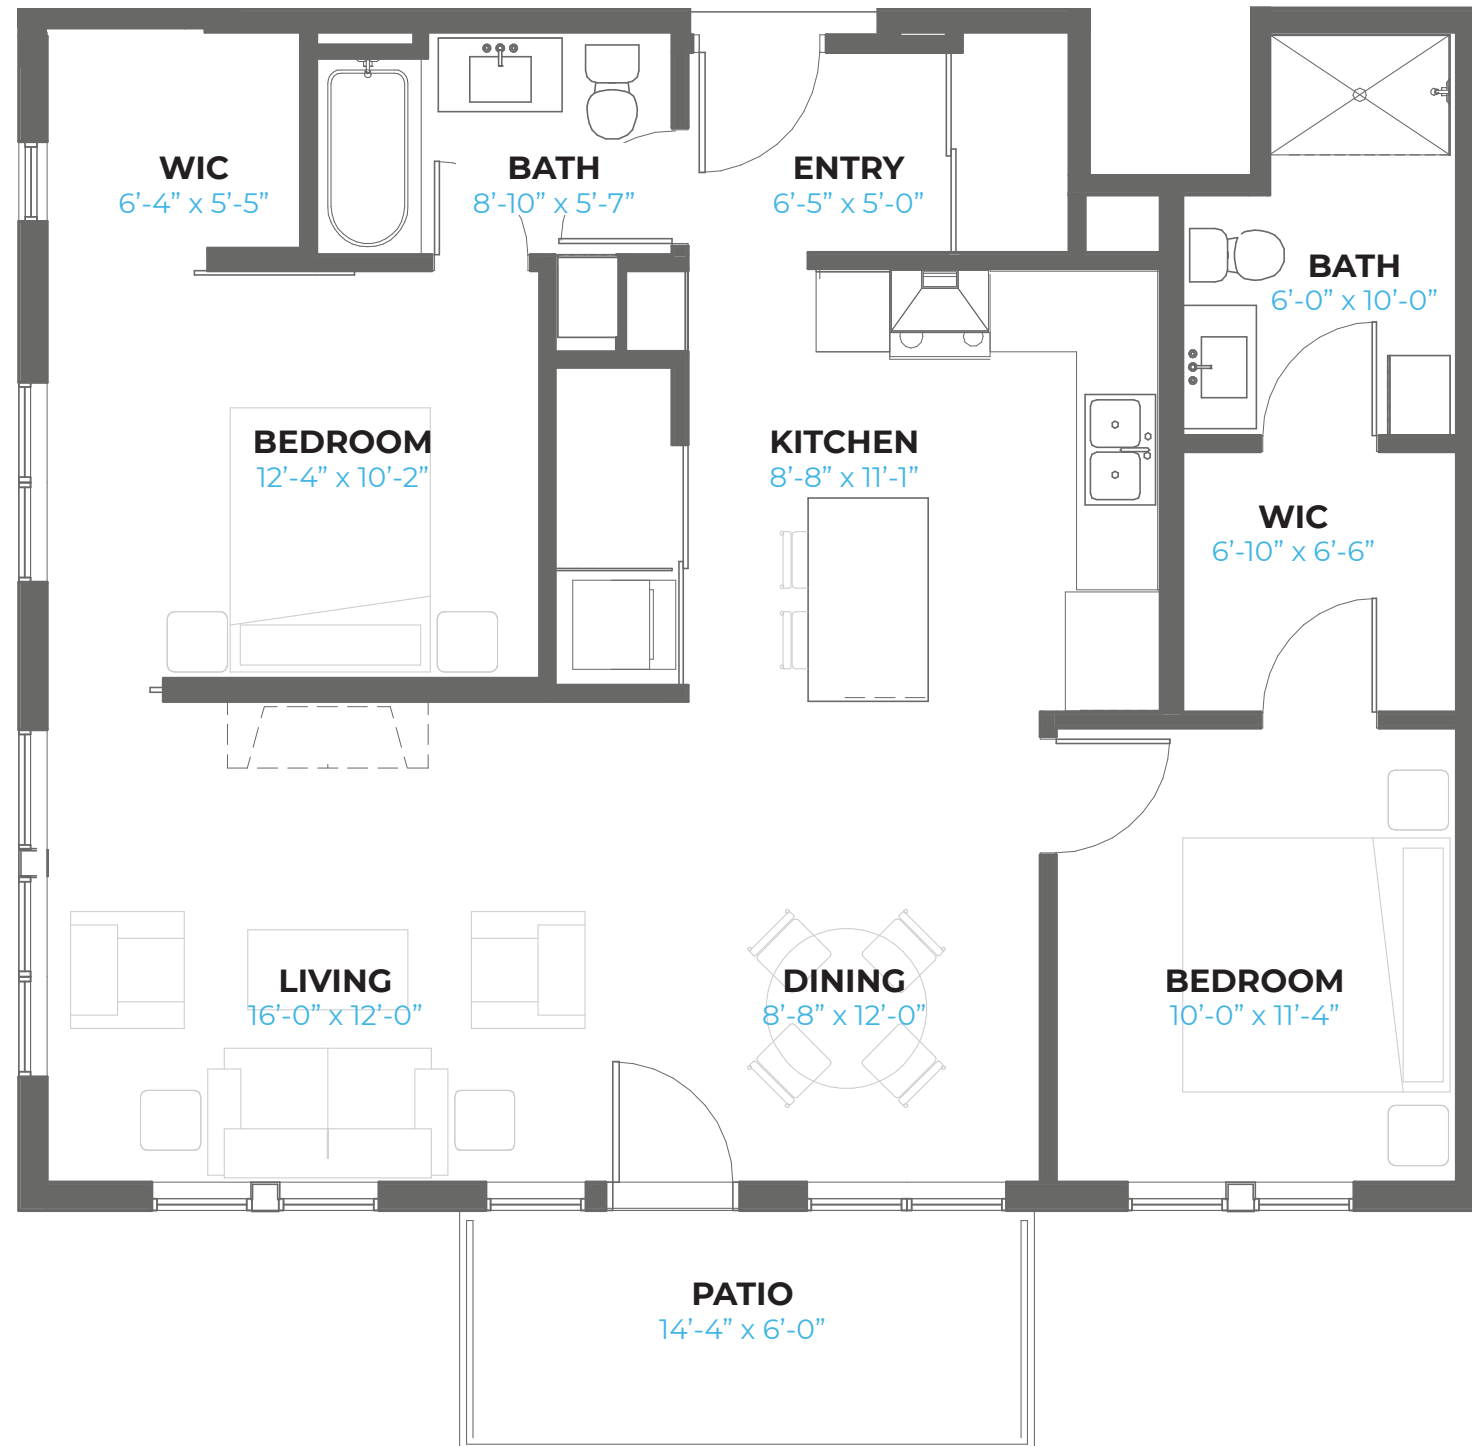 WIC
6’-4” x 5’-5”
BATH
8’-10” x 5’-7”
ENTRY
6’-5” x 5’-0”
BATH
6’-0” x 10’-0”
BEDROOM
12’-4” x 10’-2”
KITCHEN
8’-8” x 11’-1”
WIC
6’-10” x 6’-6”
LIVING
16’-0” x 12’-0”
DINING
8’-8” x 12’-0”
BEDROOM
10’-0” x 11’-4”
PATIO
14’-4” x 6’-0”